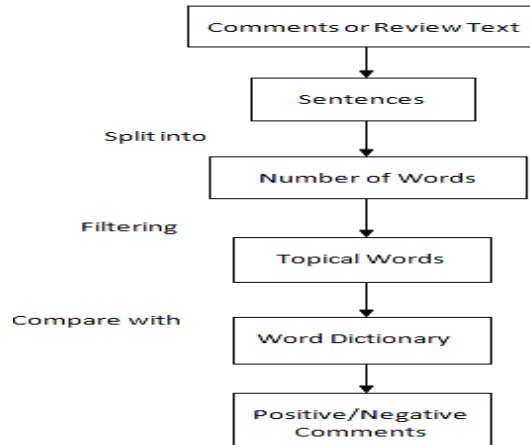 Comments or Review Text
Sentences
Split into
Number of Words
Filtering
Topical Words
Compare with
Word Dictionary
Positive/Negative
Comments